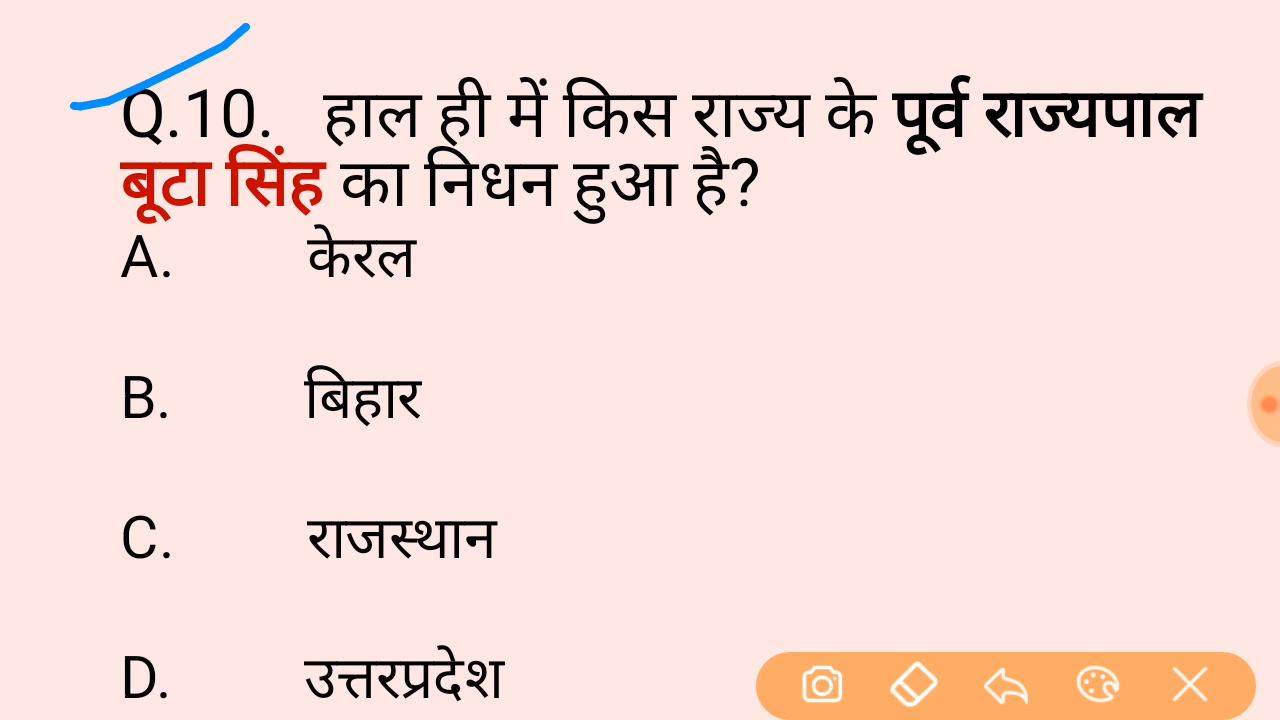 Q.10. हाल ही में किस राज्य के पूर्व राज्यपाल
बूटा सिंह का निधन हुआ है?
A. केरल
B. बिहार
C. राजस्थान
D. उत्तरप्रदेश